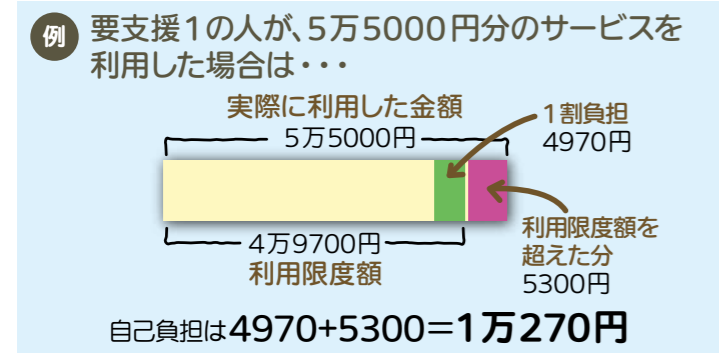 例 要支援1の人が、5万5000円分のサービスを
利用した場合は・・・
実際に利用した金額
5万5000円
1割負担
4970円
4万9700円
利用限度額
利用限度額を
超えた分
5300円
自己負担は4970+5300=1万270円